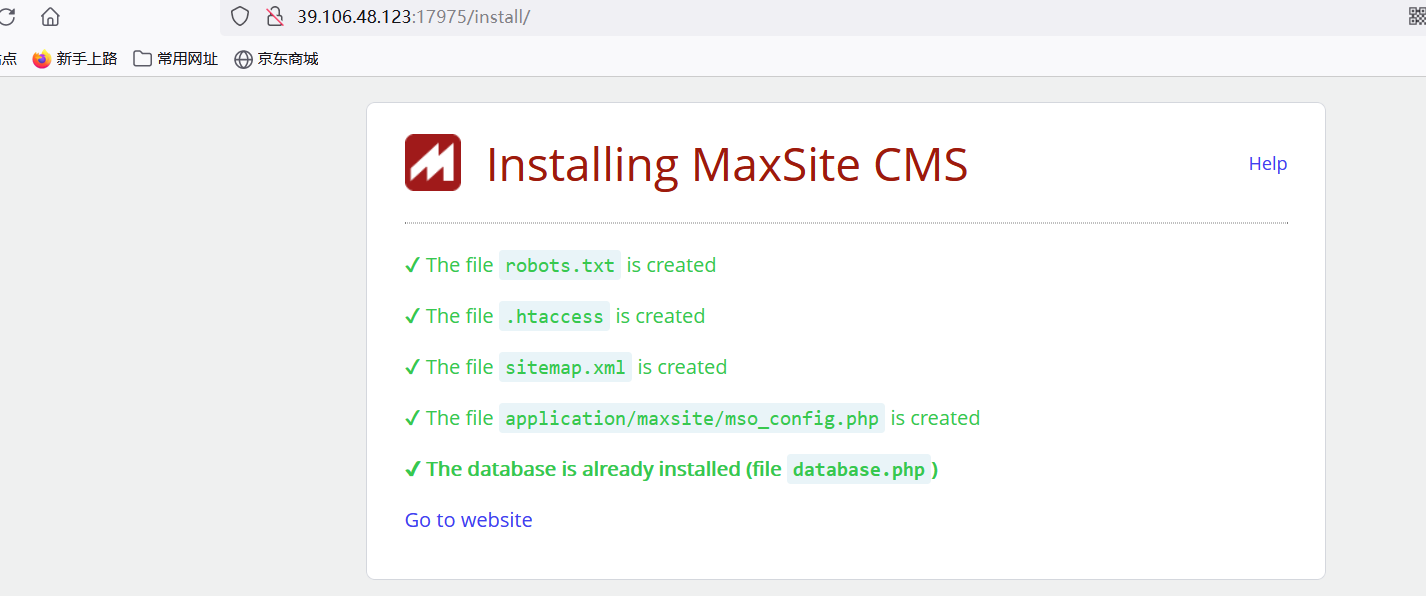 39.106.48.123:17975/install/
点 新手上路 常用网址 京东商城
Installing MaxSite CMS
Help
✓ The file robots.txt is created
✓ The file .htaccess is created
✓ The file sitemap.xml is created
✓ The file application/maxsite/mso_config.php is created
✓ The database is already installed (file database.php)
Go to website